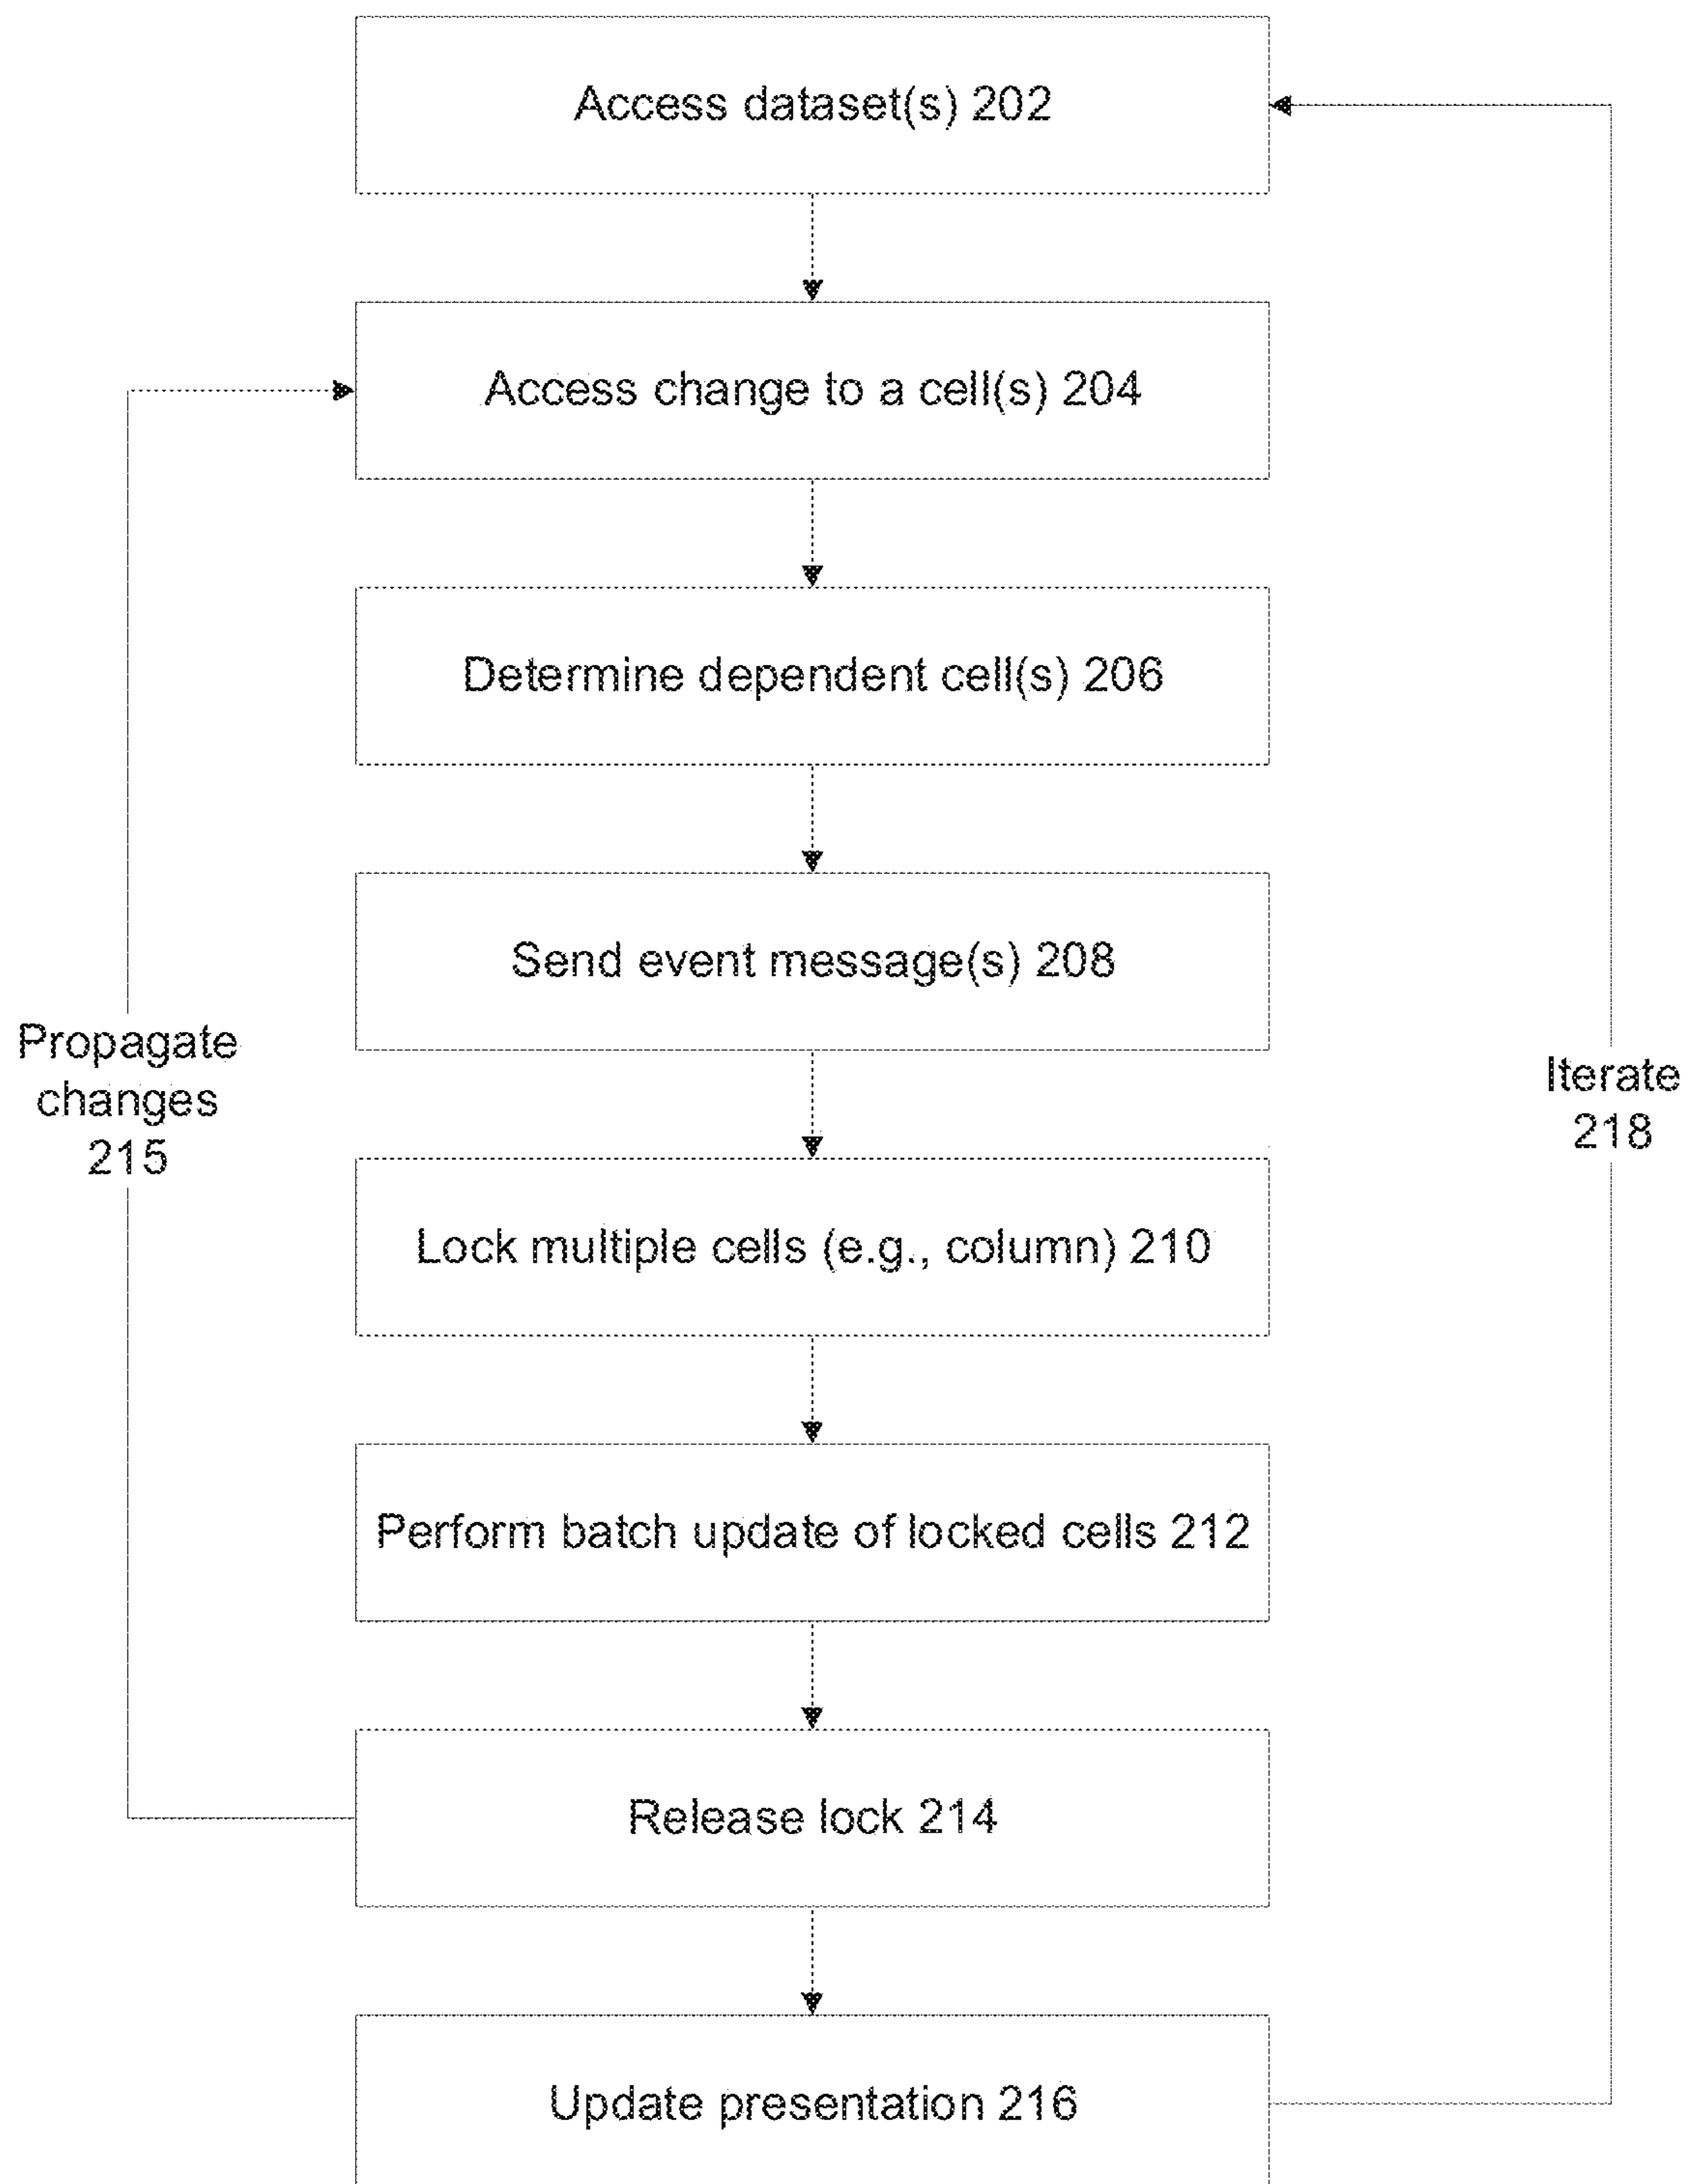 Access dataset(s) 202
Access change to a cell(s) 204
Determine dependent cell(s) 206
Send event message(s) 208
Propagate
changes
215
Iterate
218
Lock multiple cells (e.g., column) 210
Perform batch update of locked cells 212
Release lock 214
Update presentation 216